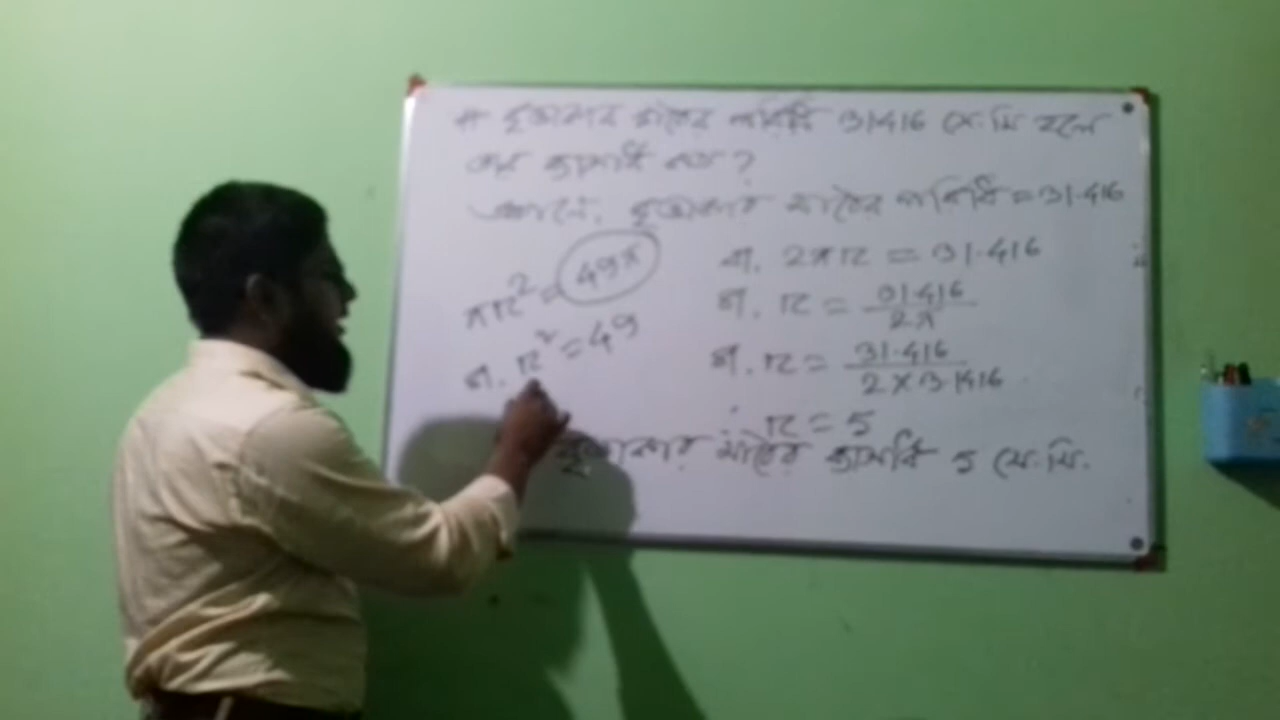 # বৃত্তাকার মাঠের পরিধি 31.416 সে.মি হলে
তার ব্যাসার্ধ কত?
বৃত্তাকার মাঠের পরিধি = 31.416
বা, 2πr = 31.416
বা, r = 31.416 / 2π
বা, r = 31.416 / 2 × 3.1416
∴ r = 5
বৃত্তাকার মাঠের ব্যাসার্ধ 5 সে.মি.
πr² = 49π
বা, r² = 49